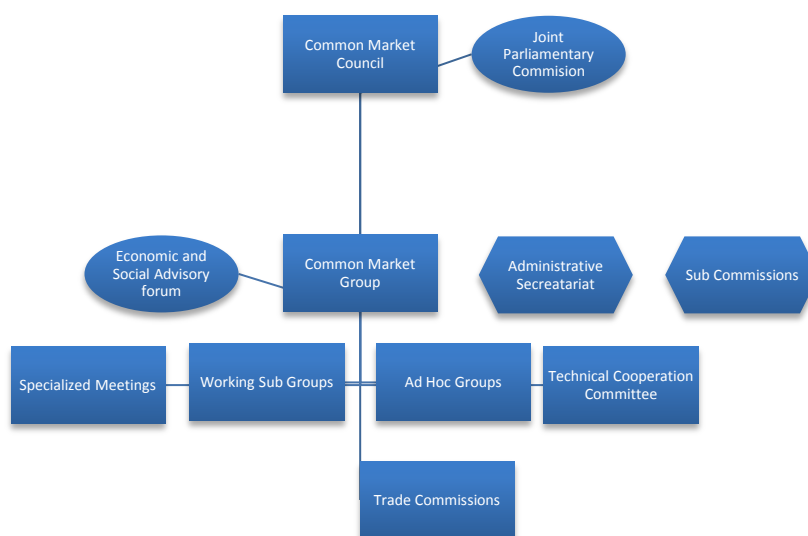 Common Market
Council
Joint
Parliamentary
Commision
Economic and
Social Advisory
forum
Common Market
Group
Administrative
Secreatariat
Sub Commissions
Specialized Meetings
Working Sub Groups
Ad Hoc Groups
Technical Cooperation
Committee
Trade Commissions